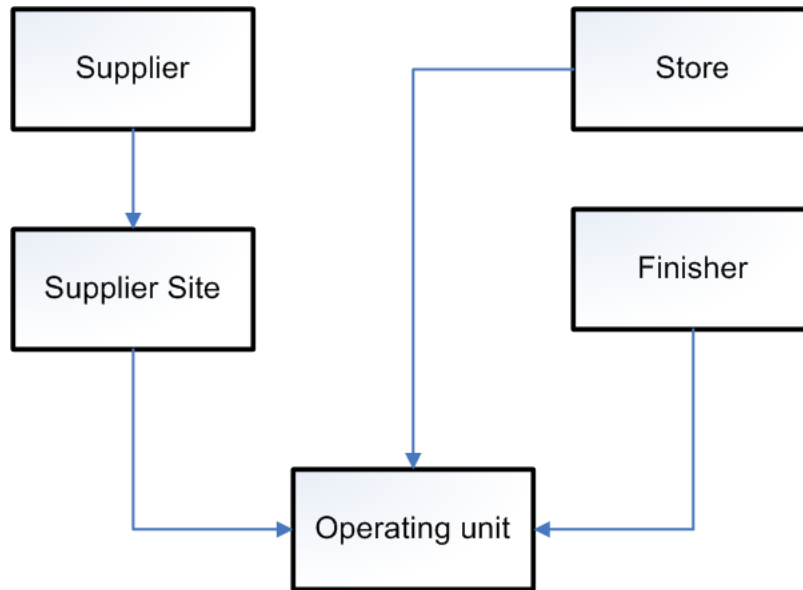 Supplier
Store
Supplier Site
Finisher
Operating unit